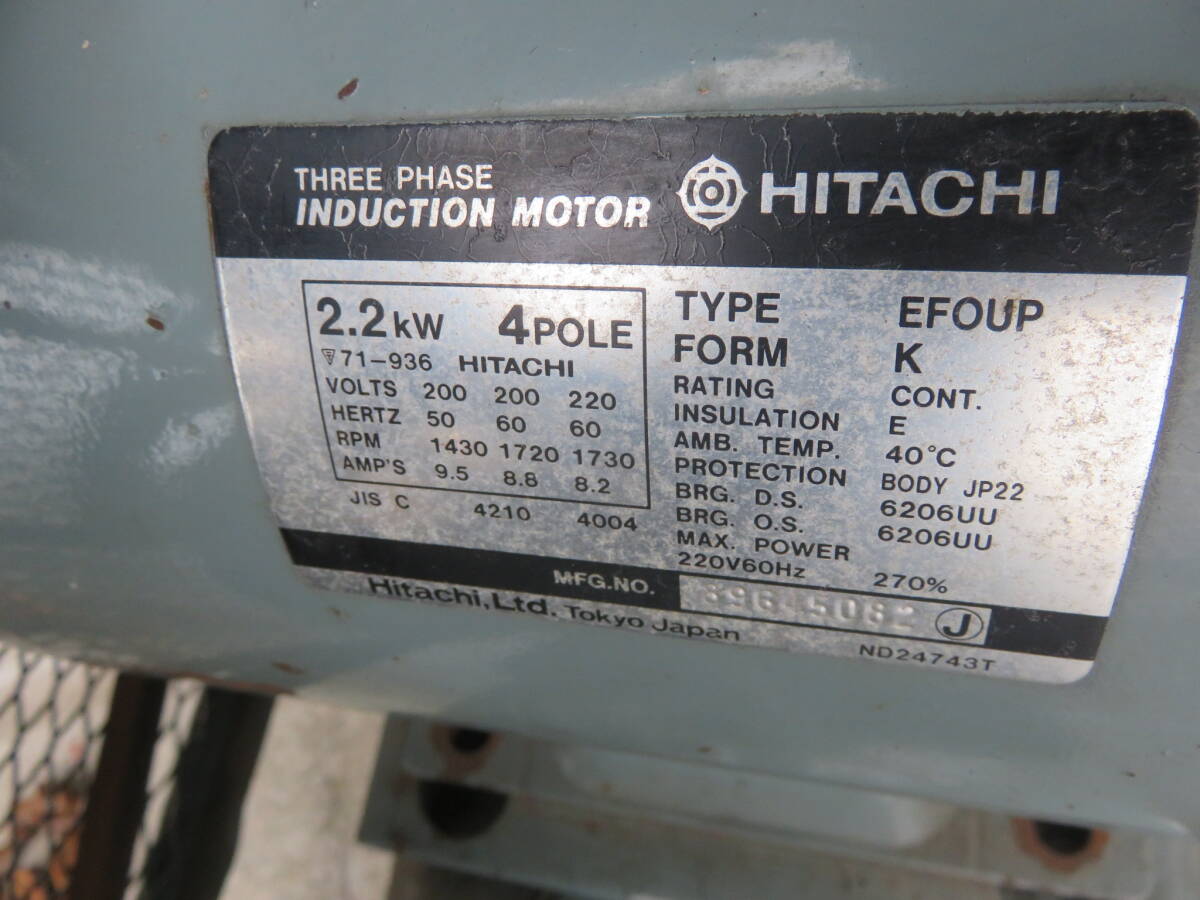 THREE PHASE
INDUCTION MOTOR
HITACHI
2.2kW 4POLE
71-936 HITACHI
VOLTS 200 200 220
HERTZ 50 60 60
RPM 1430 1720 1730
AMP'S 9.5 8.8 8.2
JIS C 4210 4004
TYPE EFOUP
FORM K
RATING CONT.
INSULATION E
AMB. TEMP. 40°C
PROTECTION BODY JP22
BRG. D.S. 6206UU
BRG. O.S. 6206UU
MAX. POWER
220V60Hz 270%
MFG.NO. J
Hitachi,Ltd. Tokyo Japan
ND24743T